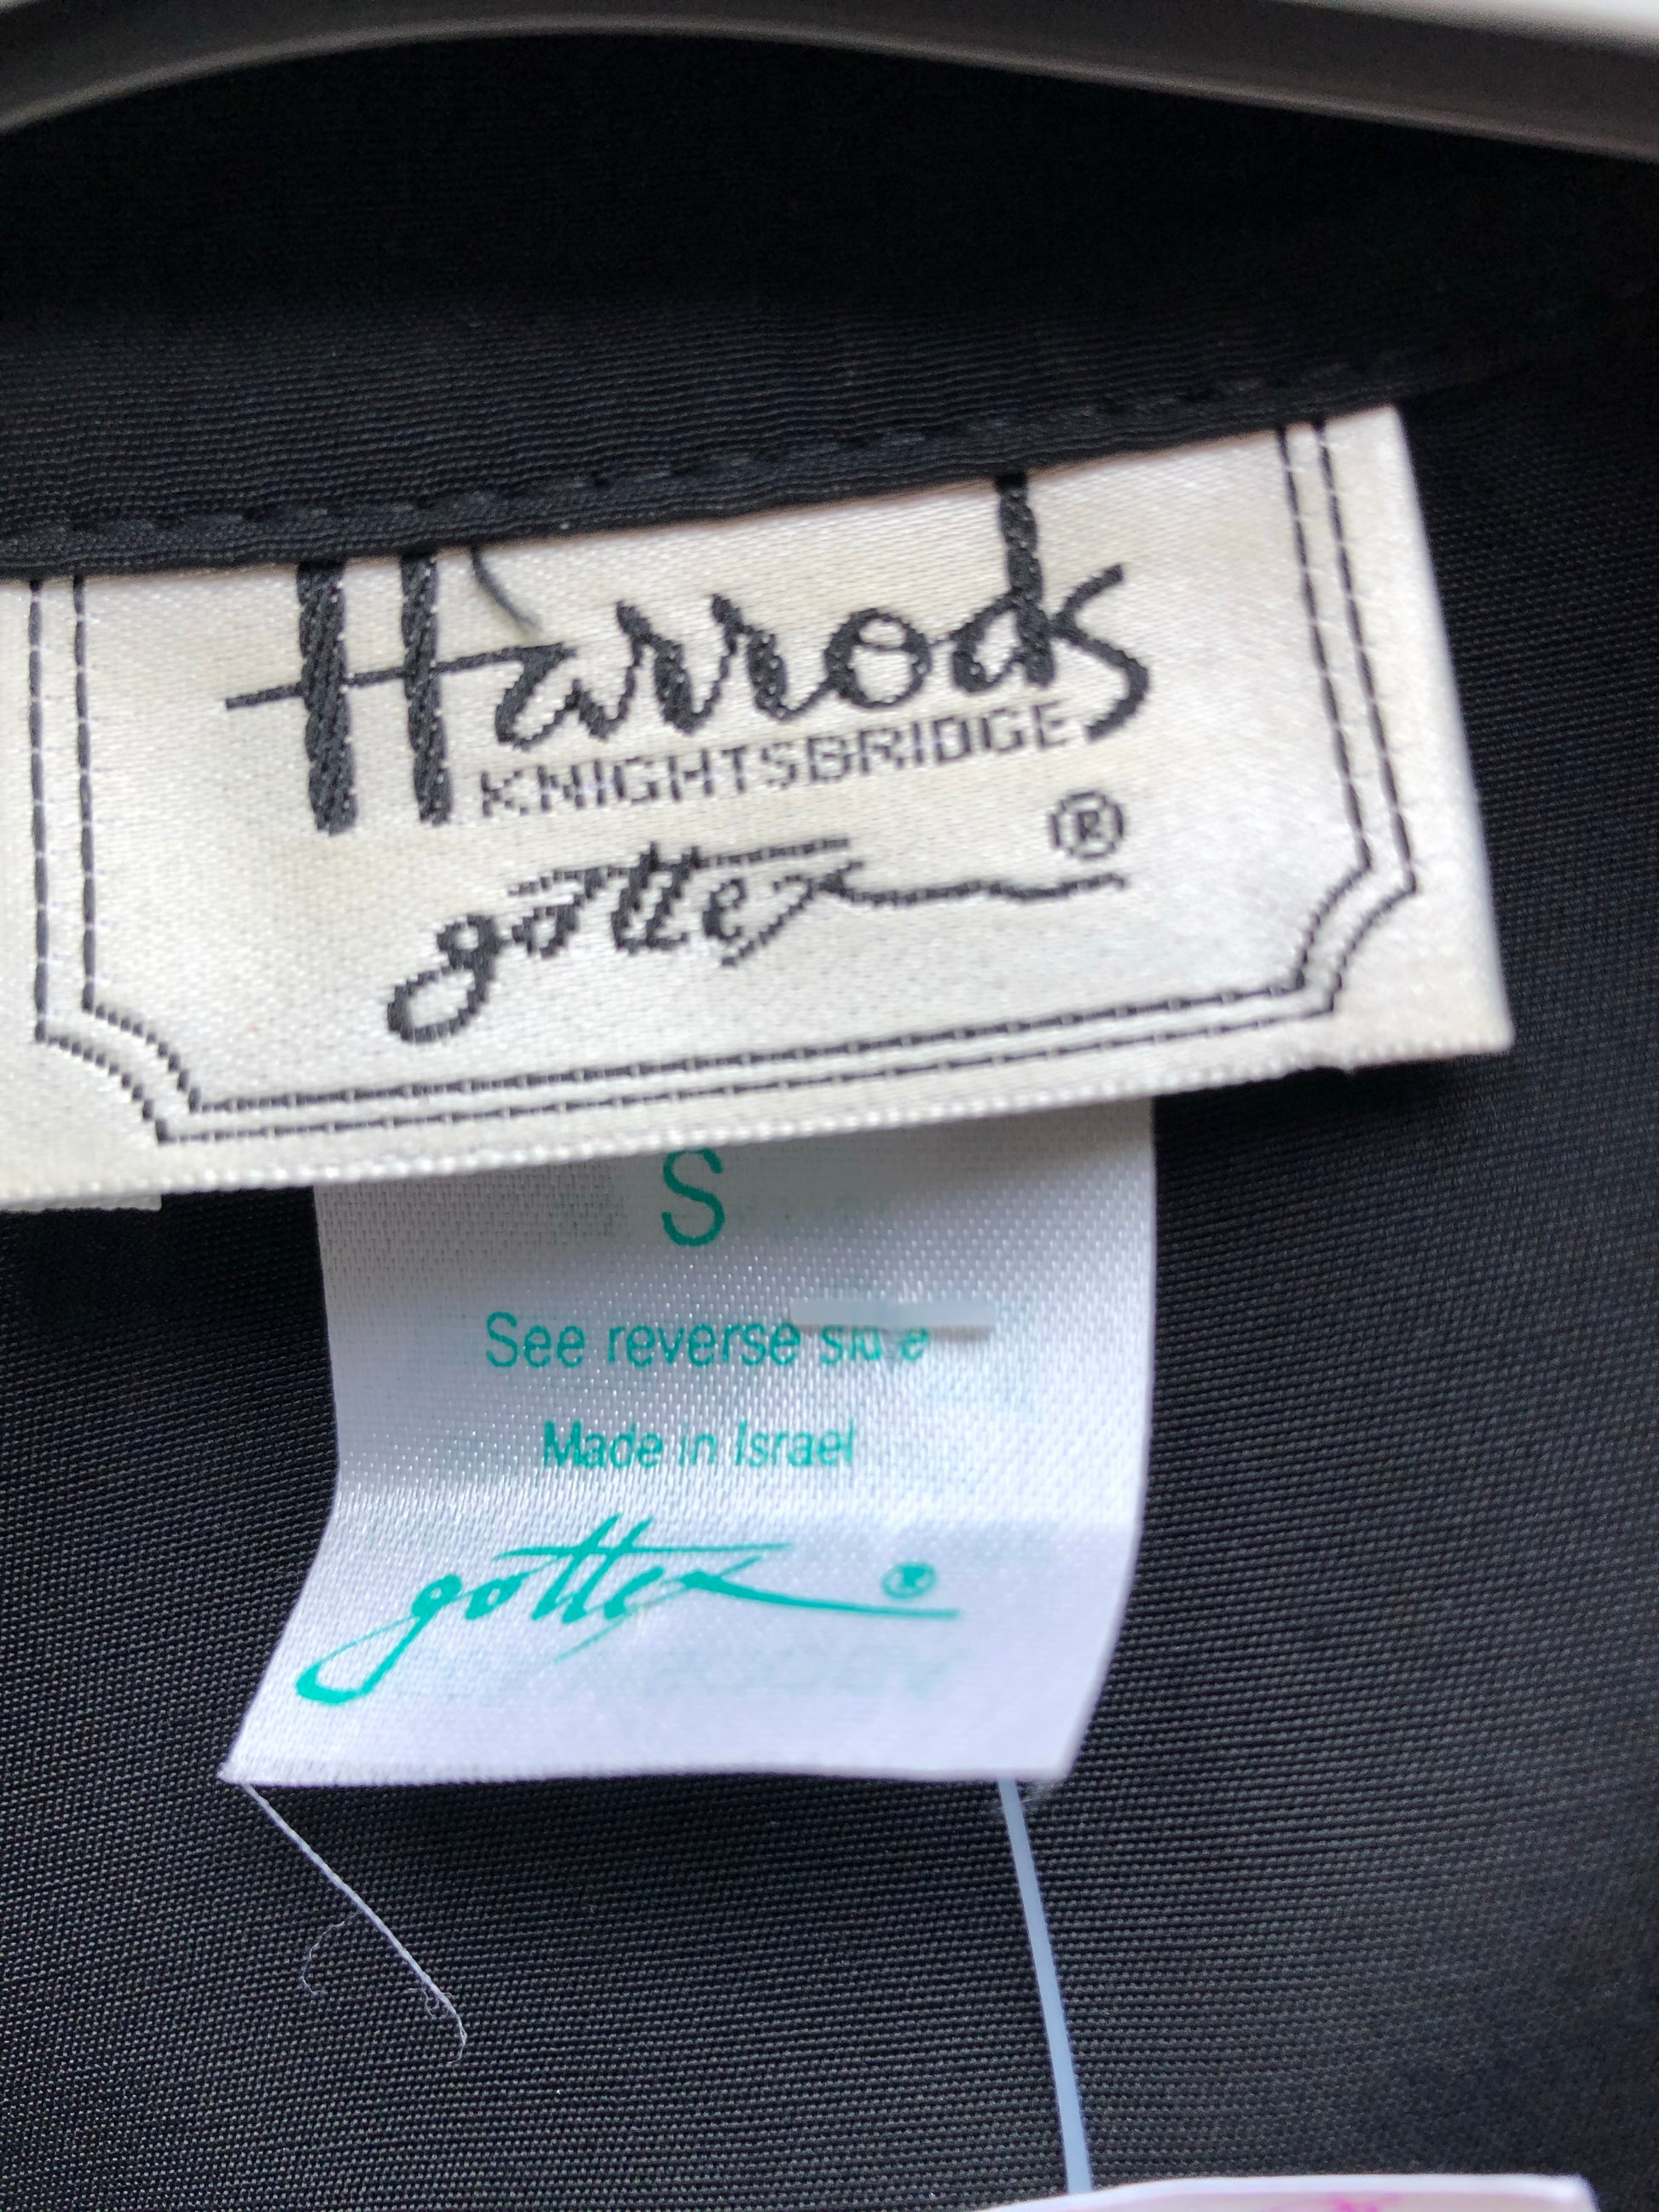 Harrods
KNIGHTSBRIDGE
gottex ®
S
See reverse side
Made in Israel
gottex ®